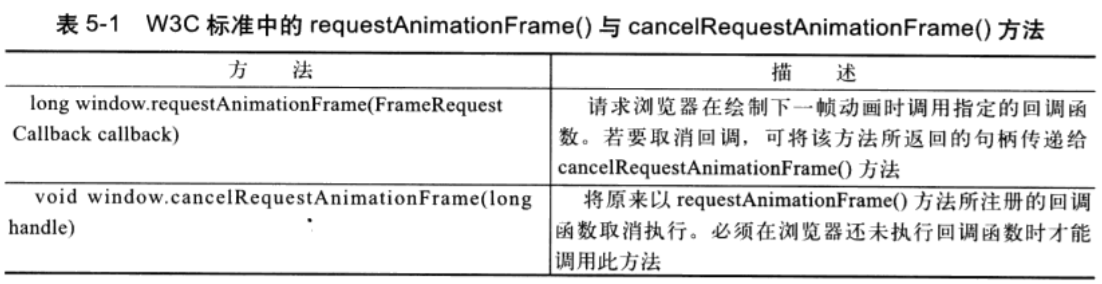 表 5-1 W3C 标准中的 requestAnimationFrame() 与 cancelRequestAnimationFrame() 方法
方 法
描 述
long window.requestAnimationFrame(FrameRequest
Callback callback)
请求浏览器在绘制下一帧动画时调用指定的回调函
数。若要取消回调，可将该方法所返回的句柄传递给
cancelRequestAnimationFrame() 方法
void window.cancelRequestAnimationFrame(long
handle)
将原来以 requestAnimationFrame() 方法所注册的回调
函数取消执行。必须在浏览器还未执行回调函数时才能
调用此方法